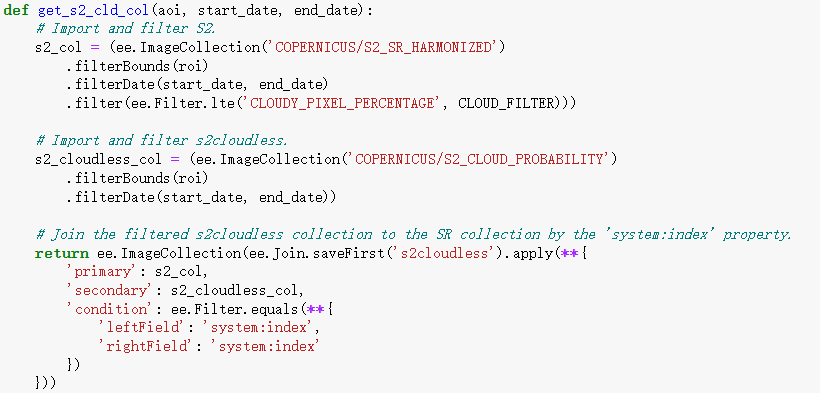 def get_s2_cld_col(aoi, start_date, end_date):
    # Import and filter S2.
    s2_col = (ee.ImageCollection('COPERNICUS/S2_SR_HARMONIZED')
        .filterBounds(roi)
        .filterDate(start_date, end_date)
        .filter(ee.Filter.lte('CLOUDY_PIXEL_PERCENTAGE', CLOUD_FILTER)))

    # Import and filter s2cloudless.
    s2_cloudless_col = (ee.ImageCollection('COPERNICUS/S2_CLOUD_PROBABILITY')
        .filterBounds(roi)
        .filterDate(start_date, end_date))

    # Join the filtered s2cloudless collection to the SR collection by the 'system:index' property.
    return ee.ImageCollection(ee.Join.saveFirst('s2cloudless').apply(**{
        'primary': s2_col,
        'secondary': s2_cloudless_col,
        'condition': ee.Filter.equals(**{
            'leftField': 'system:index',
            'rightField': 'system:index'
        })
    }))